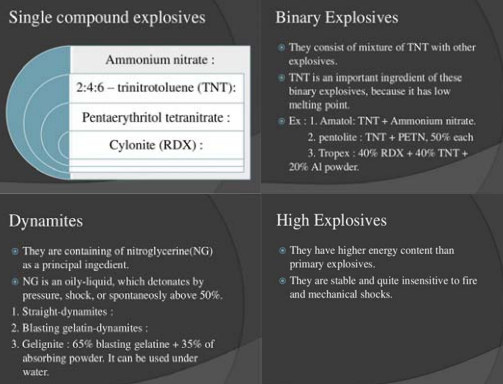 Single compound explosives
Ammonium nitrate :
2:4:6 – trinitrotoluene (TNT):
Pentaerythritol tetranitrate :
Cylonite (RDX) :
Binary Explosives
They consist of mixture of TNT with other
explosives.
TNT is an important ingredient of these
binary explosives, because it has low
melting point.
Ex : 1. Amatol: TNT + Ammonium nitrate.
2. pentolite : TNT + PETN, 50% each
3. Tropex : 40% RDX + 40% TNT +
20% Al powder.
Dynamites
They are containing of nitroglycerine(NG)
as a principal ingedient.
NG is an oily-liquid, which detonates by
pressure, shock, or spontaneosly above 50%.
1. Straight-dynamites :
2. Blasting gelatin-dynamites :
3. Gelignite : 65% blasting gelatine + 35% of
absorbing powder. It can be used under
water.
High Explosives
They have higher energy content than
primary explosives.
They are stable and quite insensitive to fire
and mechanical shocks.